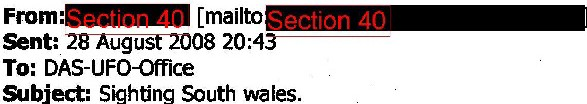 From: Section 40 [mailto: Section 40
Sent: 28 August 2008 20:43
To: DAS-UFO-Office
Subject: Sighting South wales.